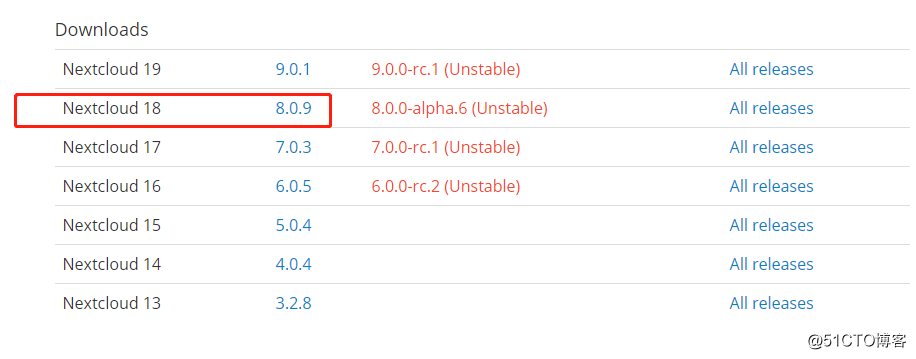 Downloads
Nextcloud 19 9.0.1 9.0.0-rc.1 (Unstable) All releases
Nextcloud 18 8.0.9 8.0.0-alpha.6 (Unstable) All releases
Nextcloud 17 7.0.3 7.0.0-rc.1 (Unstable) All releases
Nextcloud 16 6.0.5 6.0.0-rc.2 (Unstable) All releases
Nextcloud 15 5.0.4 All releases
Nextcloud 14 4.0.4 All releases
Nextcloud 13 3.2.8 All releases
@51CTO博客